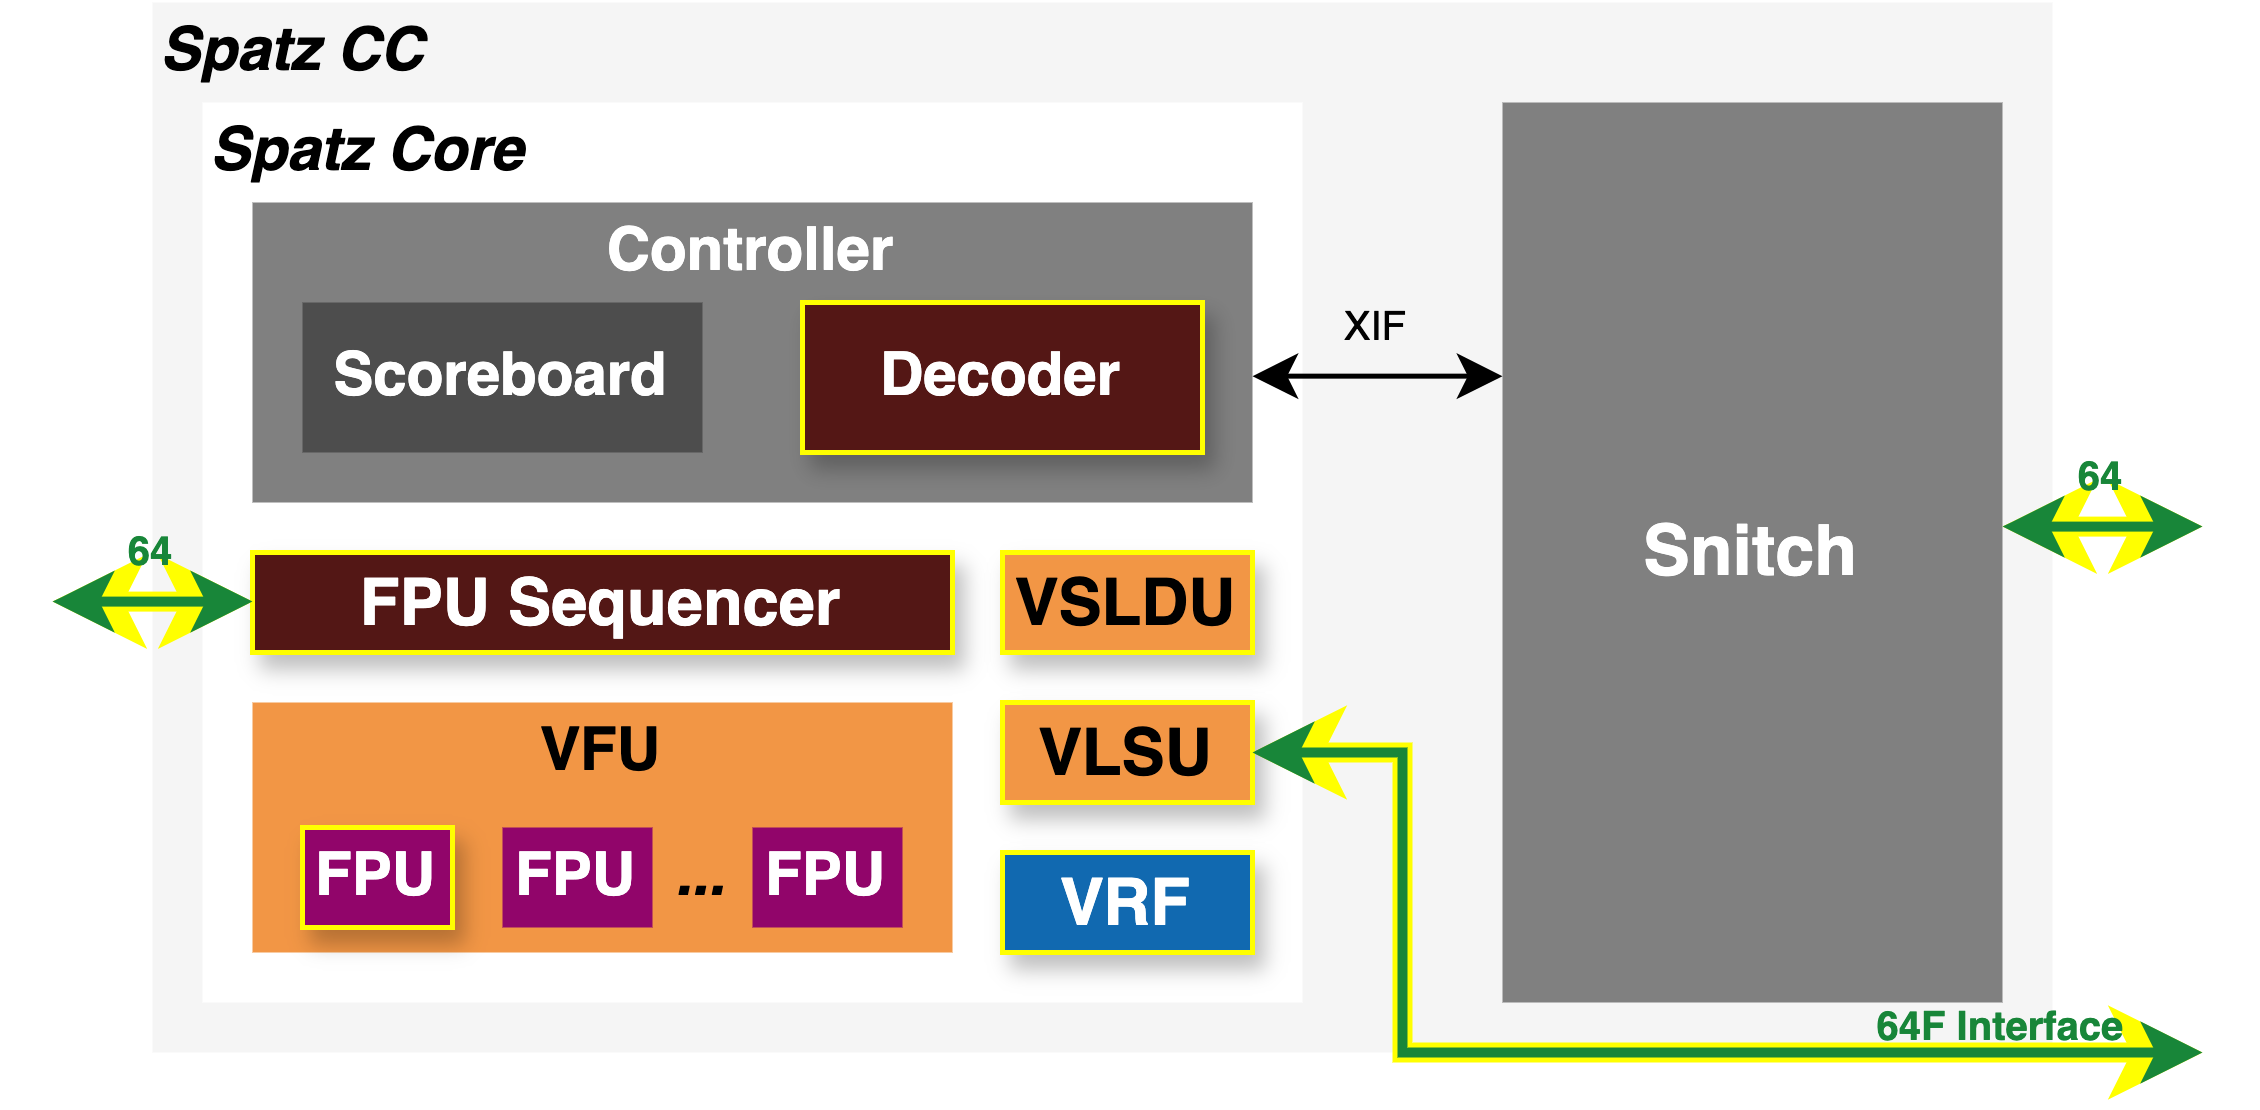 Spatz CC
Spatz Core
Controller
Scoreboard
Decoder
XIF
Snitch
64
64
FPU Sequencer
VSLDU
VFU
VLSU
FPU
FPU
...
FPU
VRF
64F Interface